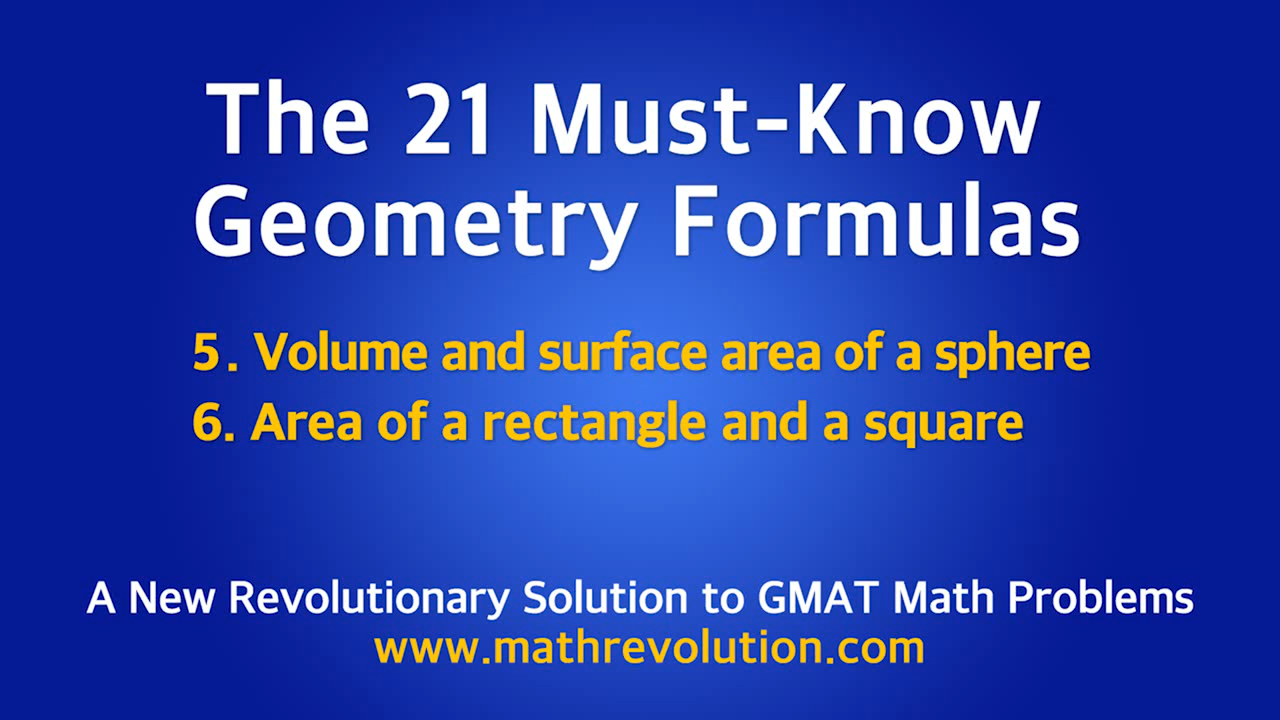 The 21 Must-Know
Geometry Formulas
5. Volume and surface area of a sphere
6. Area of a rectangle and a square
A New Revolutionary Solution to GMAT Math Problems
www.mathrevolution.com